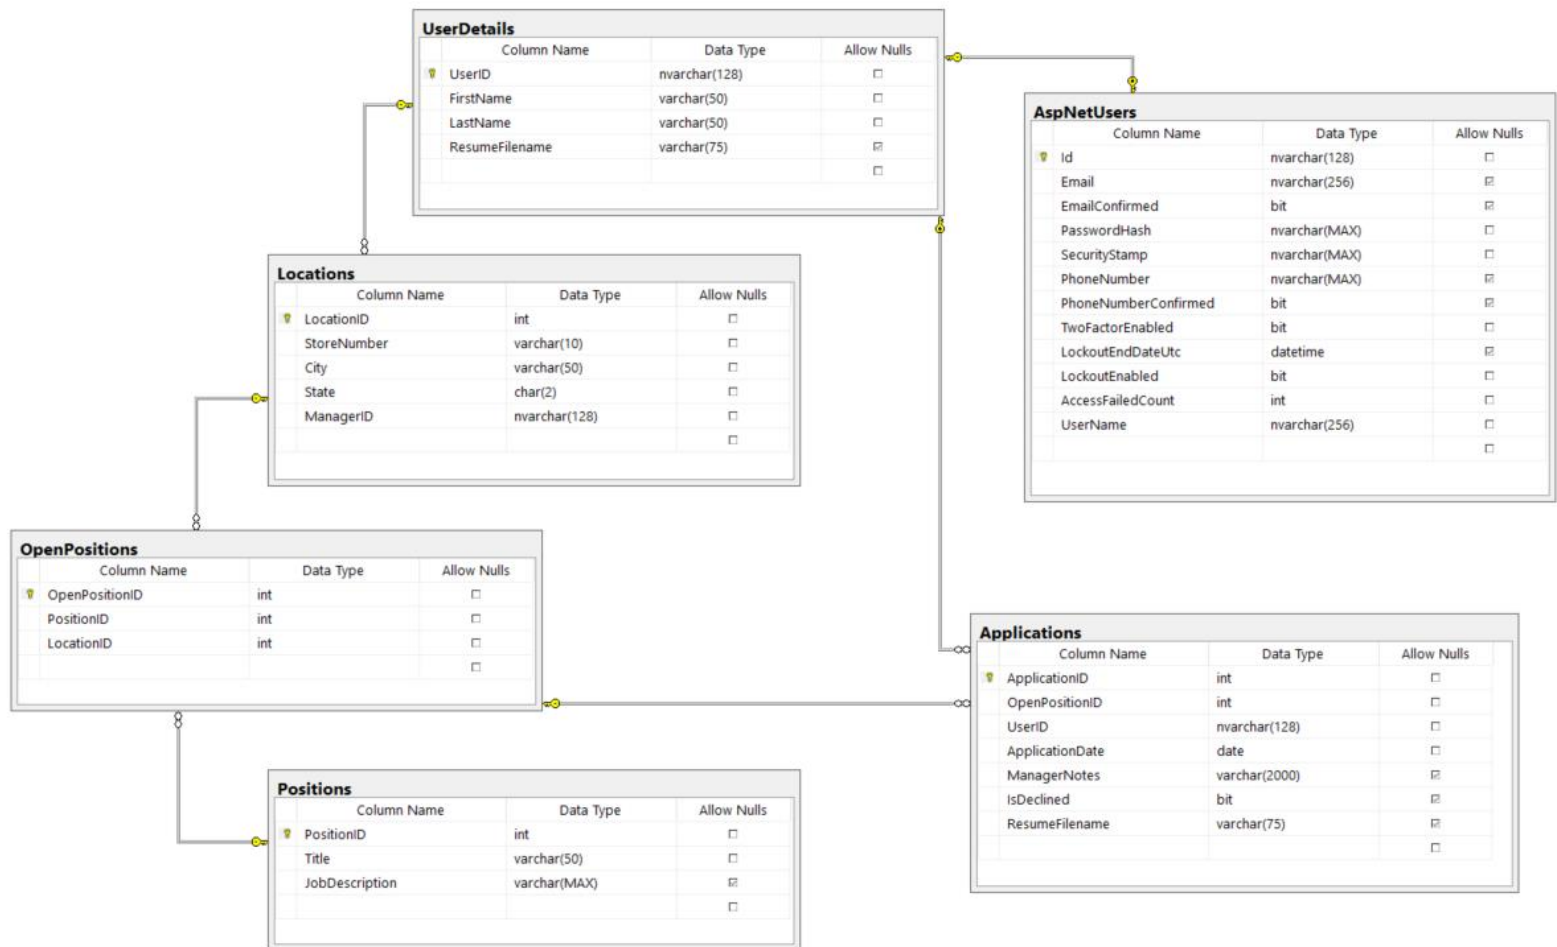 UserDetails
Column Name Data Type Allow Nulls
UserID nvarchar(128)
FirstName varchar(50)
LastName varchar(50)
ResumeFilename varchar(75)
AspNetUsers
Column Name Data Type Allow Nulls
Id nvarchar(128)
Email nvarchar(256)
EmailConfirmed bit
PasswordHash nvarchar(MAX)
SecurityStamp nvarchar(MAX)
PhoneNumber nvarchar(MAX)
PhoneNumberConfirmed bit
TwoFactorEnabled bit
LockoutEndDateUtc datetime
LockoutEnabled bit
AccessFailedCount int
UserName nvarchar(256)
Locations
Column Name Data Type Allow Nulls
LocationID int
StoreNumber varchar(10)
City varchar(50)
State char(2)
ManagerID nvarchar(128)
OpenPositions
Column Name Data Type Allow Nulls
OpenPositionID int
PositionID int
LocationID int
Applications
Column Name Data Type Allow Nulls
ApplicationID int
OpenPositionID int
UserID nvarchar(128)
ApplicationDate date
ManagerNotes varchar(2000)
IsDeclined bit
ResumeFilename varchar(75)
Positions
Column Name Data Type Allow Nulls
PositionID int
Title varchar(50)
JobDescription varchar(MAX)